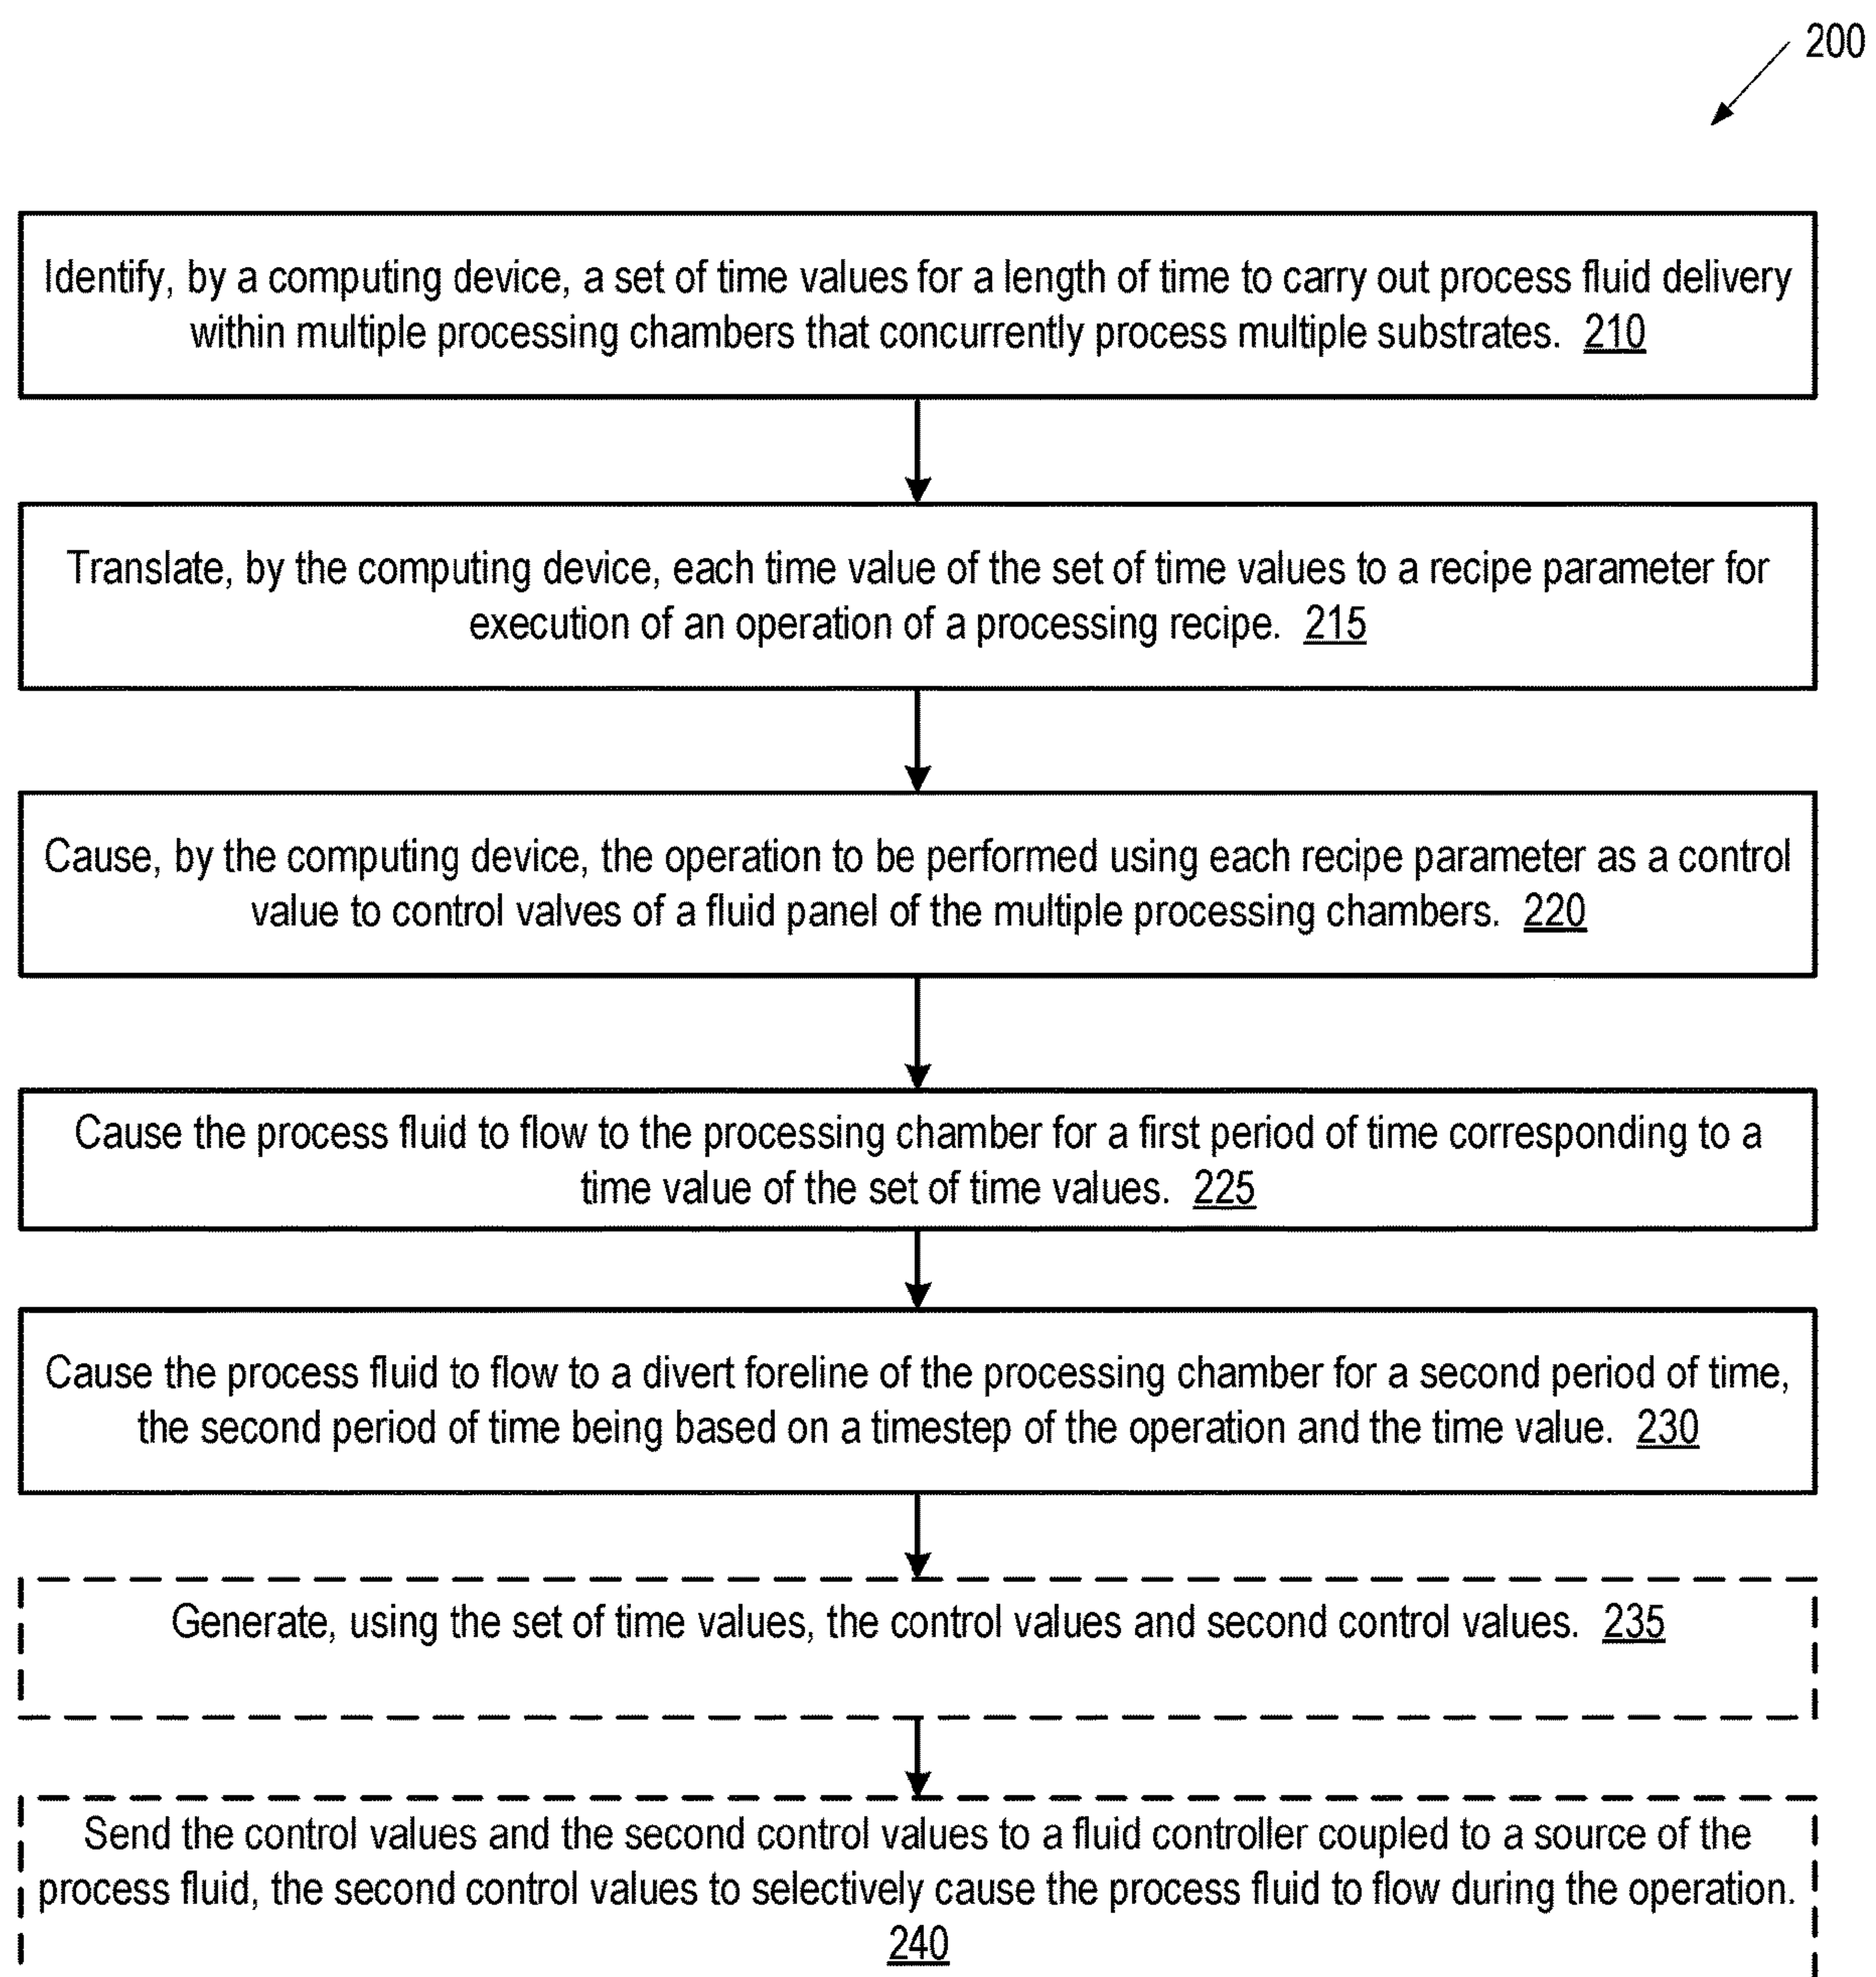 200
Identify, by a computing device, a set of time values for a length of time to carry out process fluid delivery
within multiple processing chambers that concurrently process multiple substrates. 210
Translate, by the computing device, each time value of the set of time values to a recipe parameter for
execution of an operation of a processing recipe. 215
Cause, by the computing device, the operation to be performed using each recipe parameter as a control
value to control valves of a fluid panel of the multiple processing chambers. 220
Cause the process fluid to flow to the processing chamber for a first period of time corresponding to a
time value of the set of time values. 225
Cause the process fluid to flow to a divert foreline of the processing chamber for a second period of time,
the second period of time being based on a timestep of the operation and the time value. 230
Generate, using the set of time values, the control values and second control values. 235
Send the control values and the second control values to a fluid controller coupled to a source of the
process fluid, the second control values to selectively cause the process fluid to flow during the operation.
240